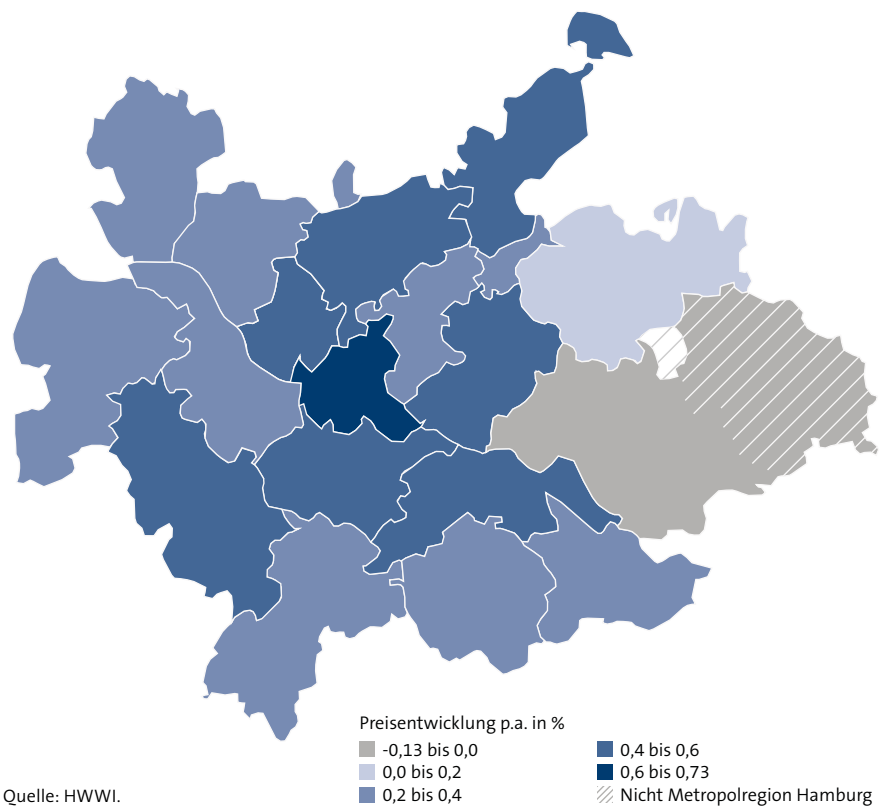 Preisentwicklung p.a. in %
-0,13 bis 0,0
0,0 bis 0,2
0,2 bis 0,4
0,4 bis 0,6
0,6 bis 0,73
Nicht Metropolregion Hamburg
Quelle: HWWI.